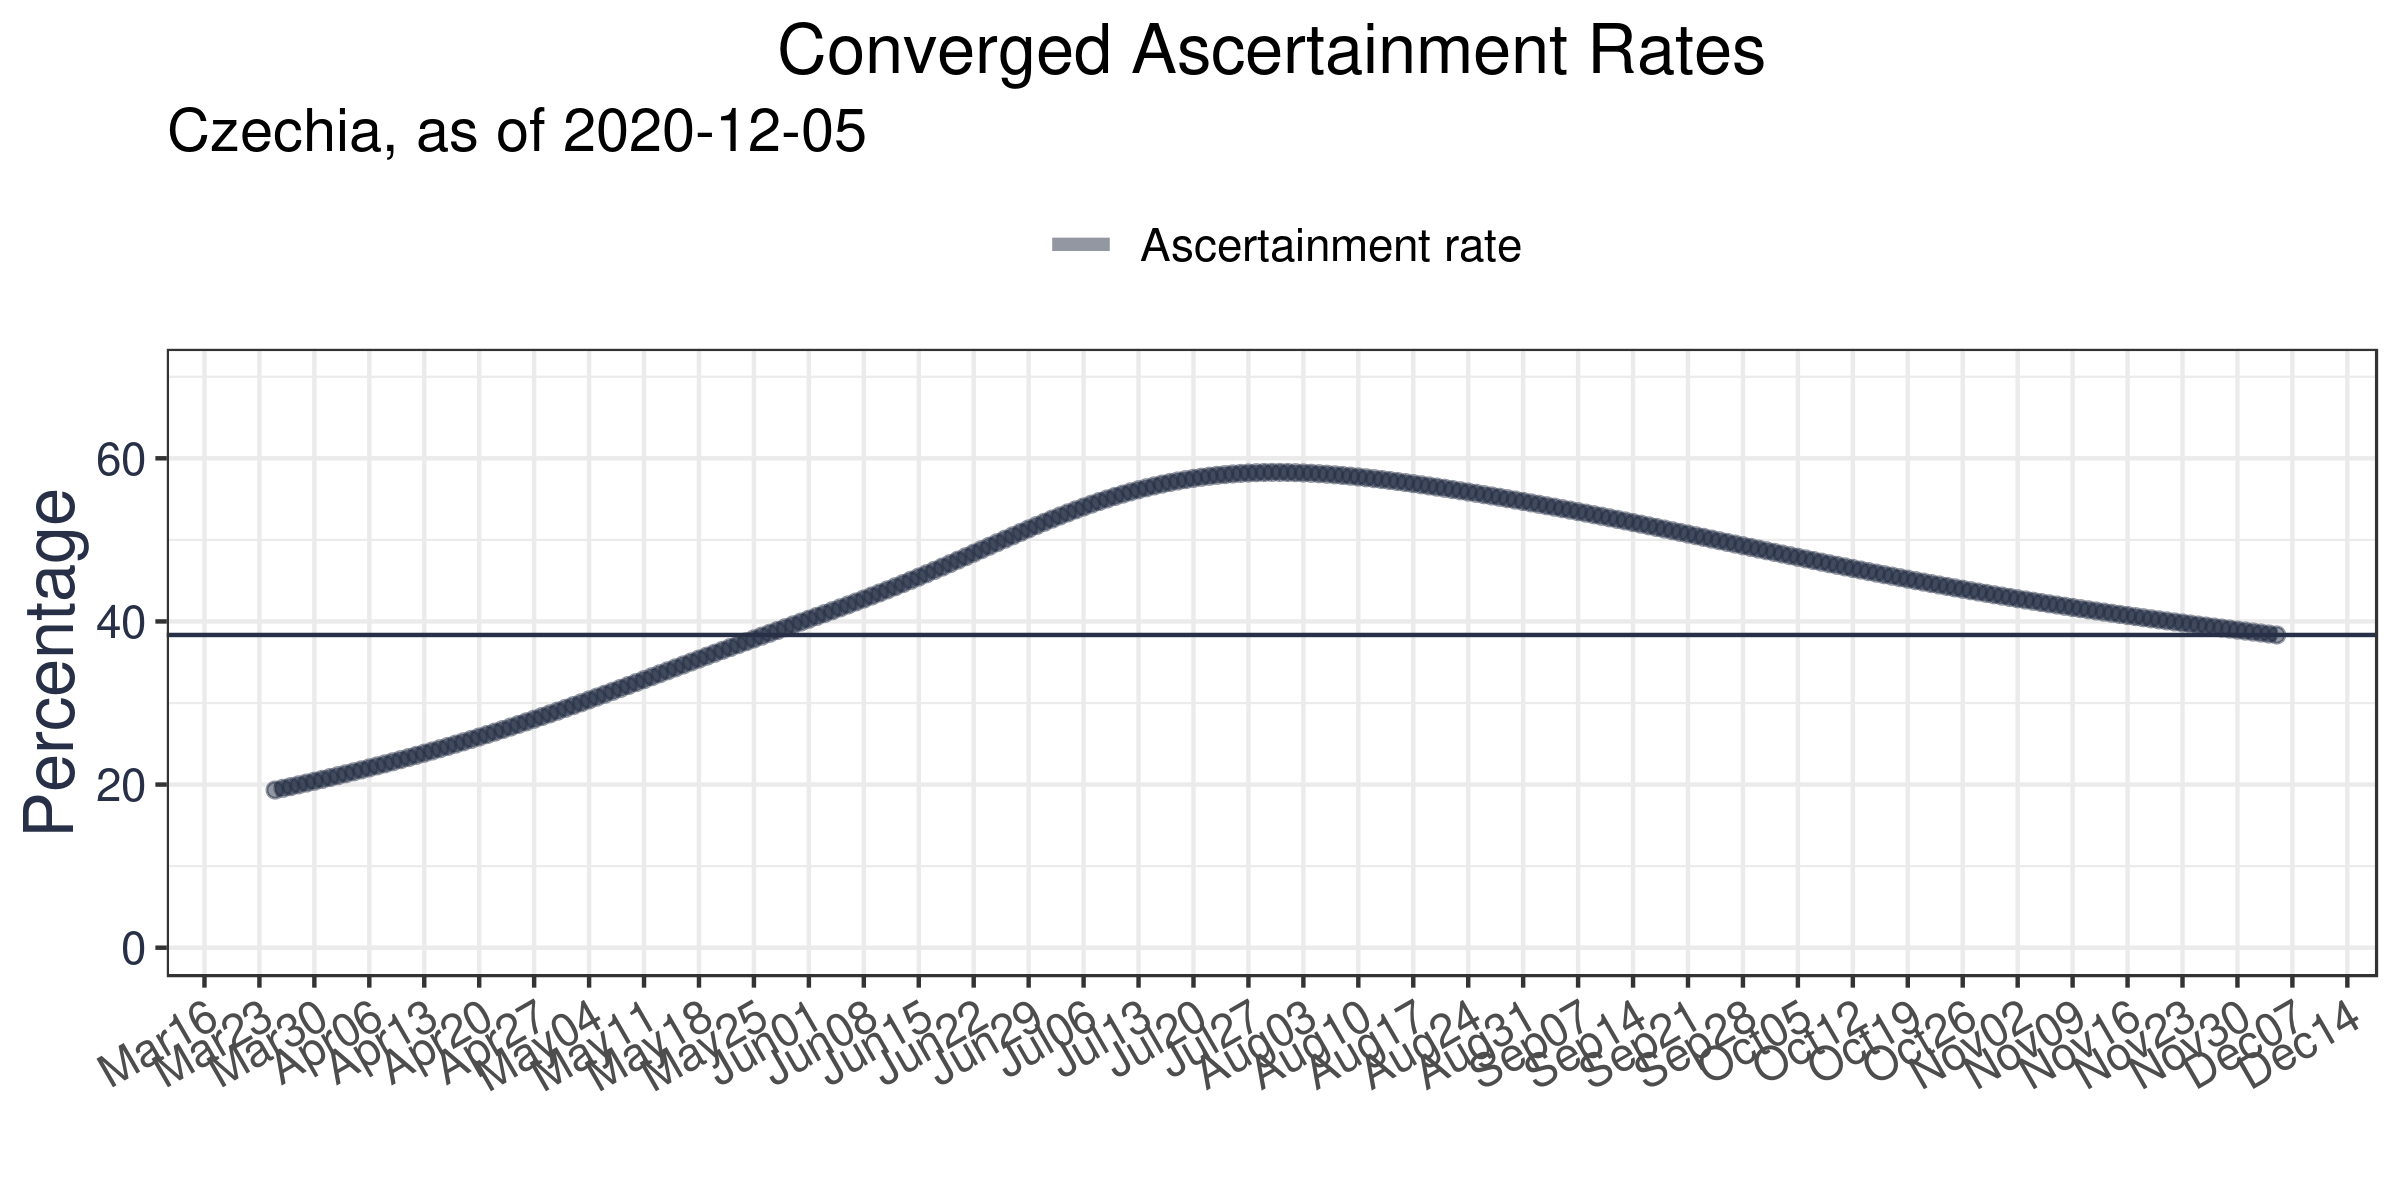 Converged Ascertainment Rates
Czechia, as of 2020-12-05
Ascertainment rate
Percentage
60
40
20
0
Mar16
Mar23
Mar30
Apr06
Apr13
Apr20
Apr27
May04
May11
May18
May25
Jun01
Jun08
Jun15
Jun22
Jun29
Jul06
Jul13
Jul20
Jul27
Aug03
Aug10
Aug17
Aug24
Aug31
Sep07
Sep14
Sep21
Sep28
Oct05
Oct12
Oct19
Oct26
Nov02
Nov09
Nov16
Nov23
Nov30
Dec07
Dec14